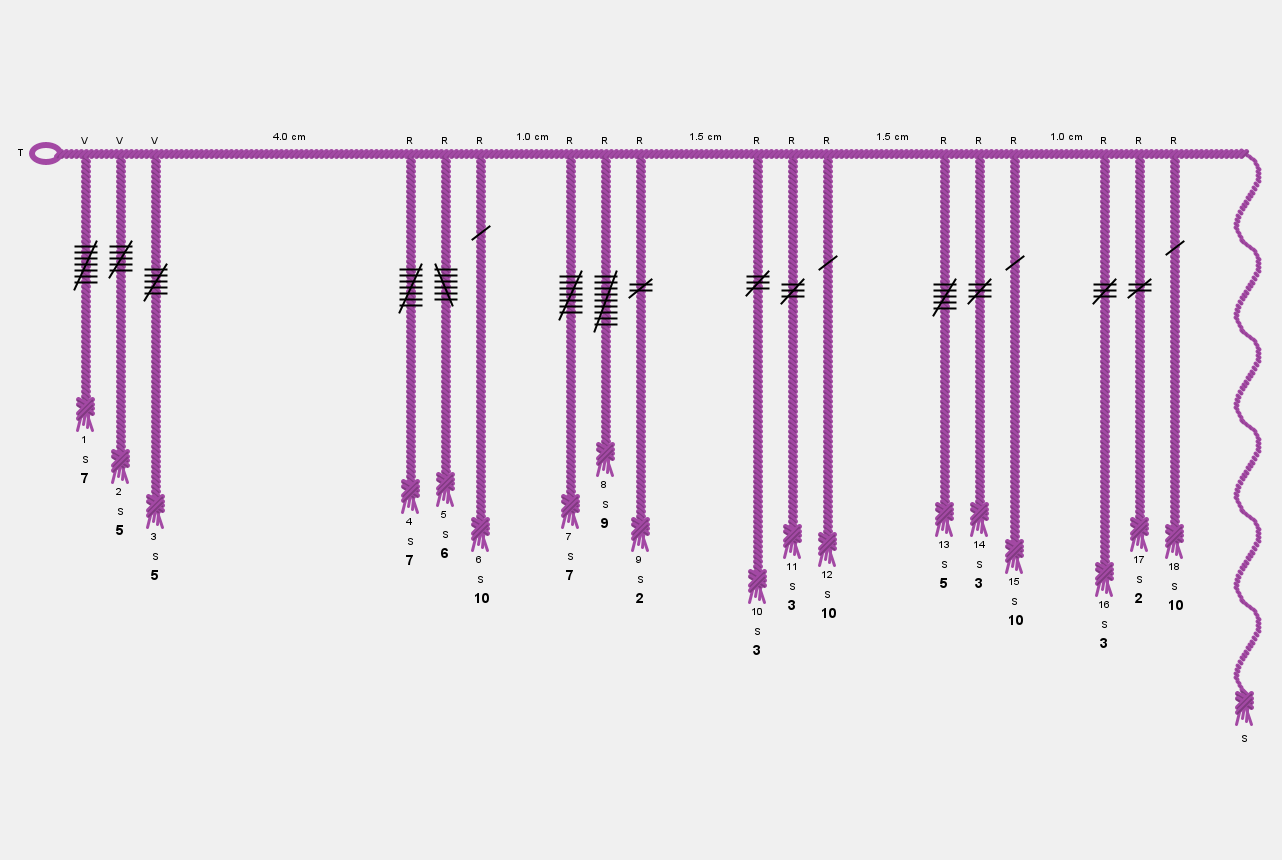 4.0 cm 1.0 cm 1.5 cm 1.5 cm 1.0 cm
V V V R R R R R R R R R R R R R R R
T
1 S 7
2 S 5
3 S 5
4 S 7
5 S 6
6 S 10
7 S 7
8 S 9
9 S 2
10 S 3
11 S 3
12 S 10
13 S 5
14 S 3
15 S 10
16 S 3
17 S 2
18 S 10
S